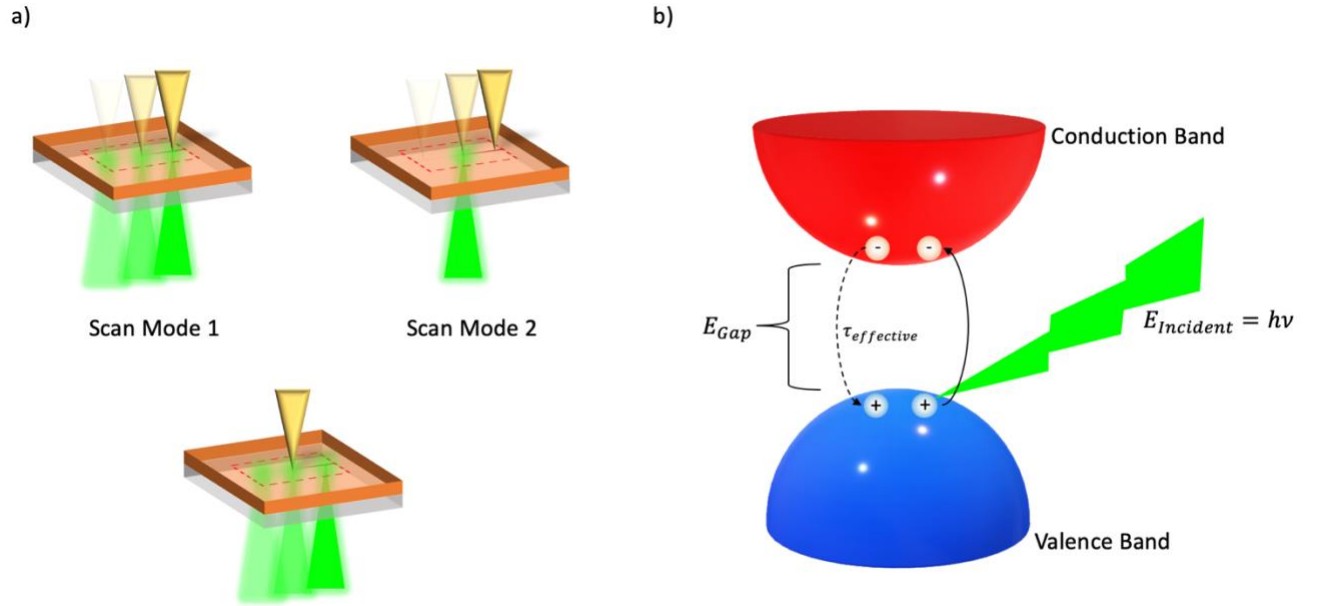 a)
Scan Mode 1
Scan Mode 2
b)
Conduction Band
-
-
E_Gap
τ_effective
E_Incident = hν
+
+
Valence Band